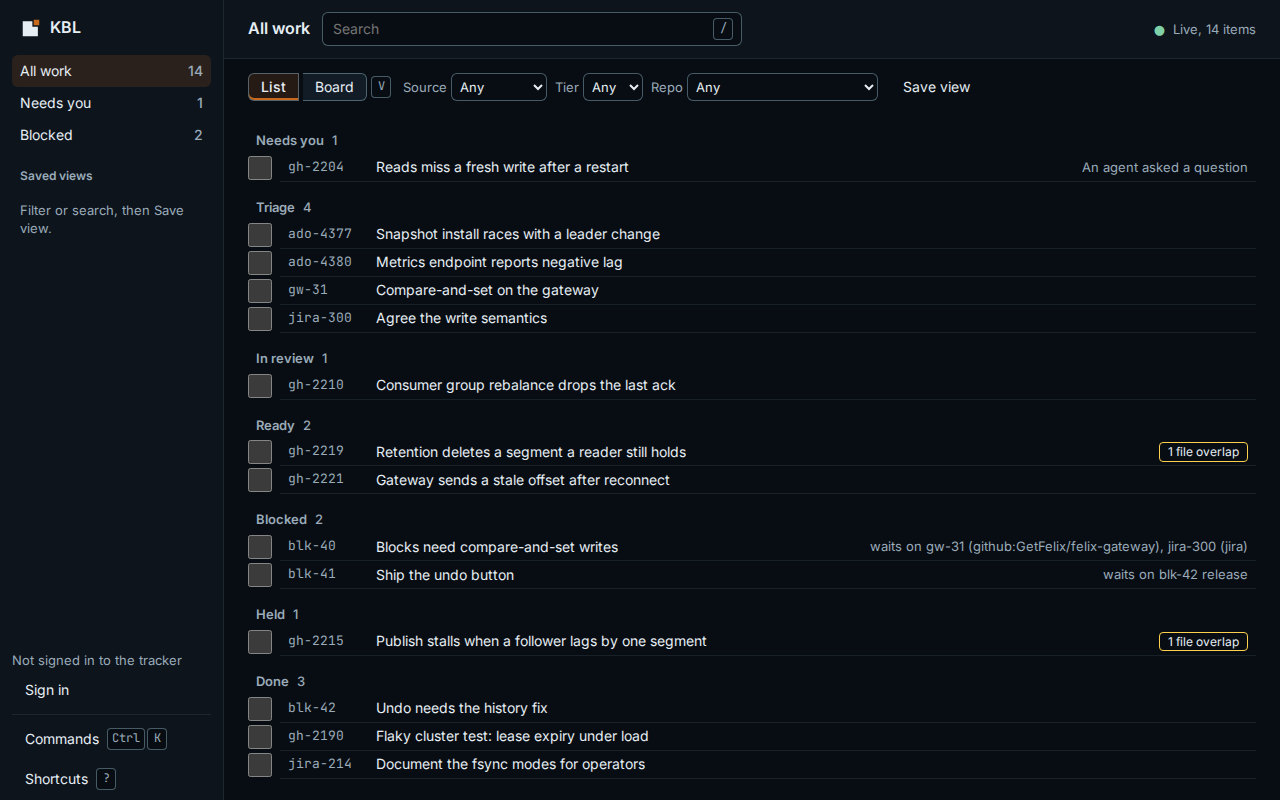 KBL
All work 14
Needs you 1
Blocked 2
Saved views
Filter or search, then Save
view.
Not signed in to the tracker
Sign in
Commands Ctrl K
Shortcuts ?
All work Search / Live, 14 items
List Board V Source Any Tier Any Repo Any Save view
Needs you 1
gh-2204 Reads miss a fresh write after a restart An agent asked a question
Triage 4
ado-4377 Snapshot install races with a leader change
ado-4380 Metrics endpoint reports negative lag
gw-31 Compare-and-set on the gateway
jira-300 Agree the write semantics
In review 1
gh-2210 Consumer group rebalance drops the last ack
Ready 2
gh-2219 Retention deletes a segment a reader still holds 1 file overlap
gh-2221 Gateway sends a stale offset after reconnect
Blocked 2
blk-40 Blocks need compare-and-set writes waits on gw-31 (github:GetFelix/felix-gateway), jira-300 (jira)
blk-41 Ship the undo button waits on blk-42 release
Held 1
gh-2215 Publish stalls when a follower lags by one segment 1 file overlap
Done 3
blk-42 Undo needs the history fix
gh-2190 Flaky cluster test: lease expiry under load
jira-214 Document the fsync modes for operators